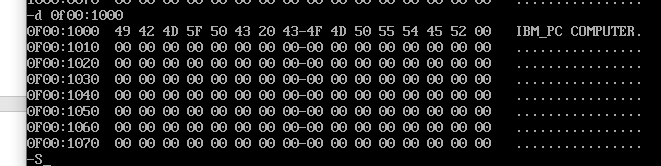 -d 0f00:1000
0F00:1000  49 42 4D 5F 50 43 20 43-4F 4D 50 55 54 45 52 00   IBM_PC COMPUTER.
0F00:1010  00 00 00 00 00 00 00 00-00 00 00 00 00 00 00 00   ................
0F00:1020  00 00 00 00 00 00 00 00-00 00 00 00 00 00 00 00   ................
0F00:1030  00 00 00 00 00 00 00 00-00 00 00 00 00 00 00 00   ................
0F00:1040  00 00 00 00 00 00 00 00-00 00 00 00 00 00 00 00   ................
0F00:1050  00 00 00 00 00 00 00 00-00 00 00 00 00 00 00 00   ................
0F00:1060  00 00 00 00 00 00 00 00-00 00 00 00 00 00 00 00   ................
0F00:1070  00 00 00 00 00 00 00 00-00 00 00 00 00 00 00 00   ................
-S_